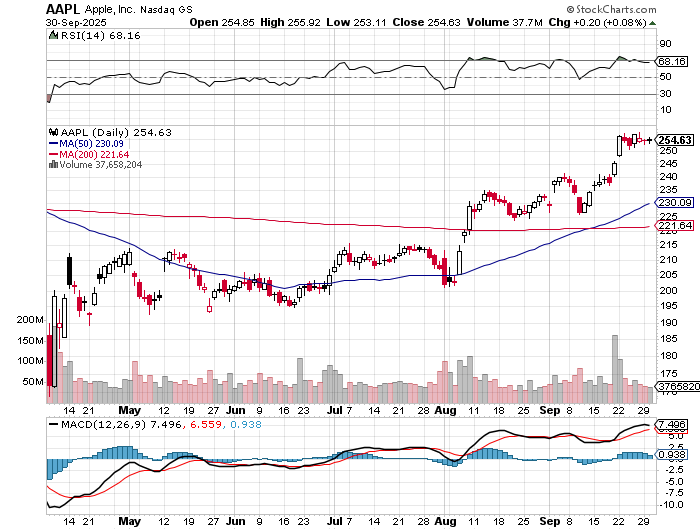 AAPL Apple, Inc. Nasdaq GS © StockCharts.com
30-Sep-2025 Open 254.85 High 255.92 Low 253.11 Close 254.63 Volume 37.7M Chg +0.20 (+0.08%)
RSI(14) 68.16
90
70
68.16
50
30
10
AAPL (Daily) 254.63
MA(50) 230.09
MA(200) 221.64
Volume 37,658,204
254.63
250
245
240
235
230.09
225
221.64
220
215
210
205
200
195
190
185
180
175
170
200M
150M
100M
50M
3765820
14 21 May 12 19 27 Jun 9 16 23 Jul 7 14 21 28 Aug 11 18 25 Sep 8 15 22 29
MACD(12,26,9) 7.496, 6.559, 0.938
7.496
5.0
2.5
0.938
0.0
-2.5
-5.0
-7.5
-10.0
14 21 May 12 19 27 Jun 9 16 23 Jul 7 14 21 28 Aug 11 18 25 Sep 8 15 22 29